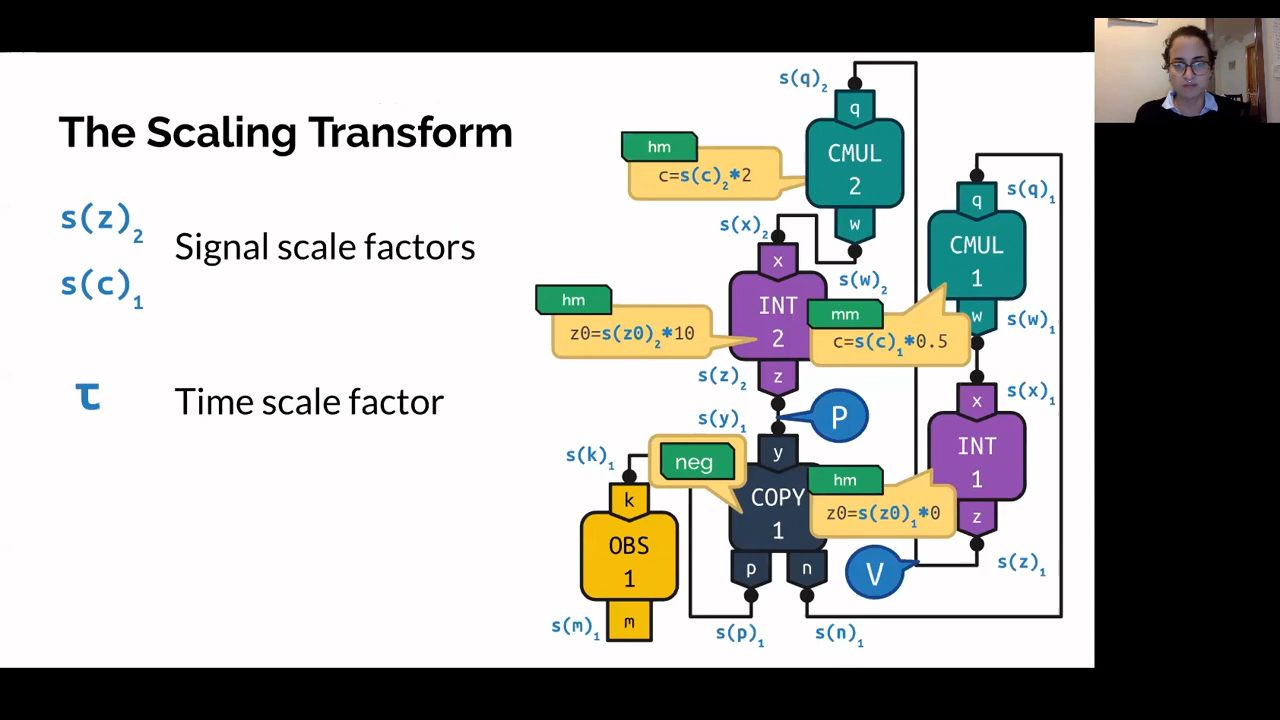 The Scaling Transform
s(z)₂
Signal scale factors
s(c)₁
τ
Time scale factor
s(q)₂
q
CMUL
2
w
hm
c=s(c)₂*2
s(x)₂
s(w)₂
x
INT
2
z
hm
z0=s(z0)₂*10
s(z)₂
P
s(y)₁
y
COPY
1
p
n
neg
s(k)₁
k
OBS
1
m
s(m)₁
s(p)₁
s(n)₁
s(q)₁
q
CMUL
1
w
mm
c=s(c)₁*0.5
s(w)₁
s(x)₁
x
INT
1
z
hm
z0=s(z0)₁*0
V
s(z)₁